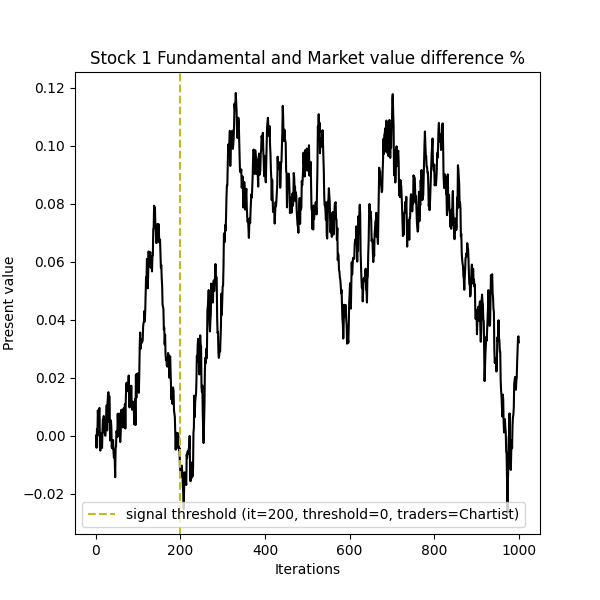 Stock 1 Fundamental and Market value difference %
0.12
0.10
0.08
0.06
0.04
0.02
0.00
−0.02
Present value
signal threshold (it=200, threshold=0, traders=Chartist)
0 200 400 600 800 1000
Iterations